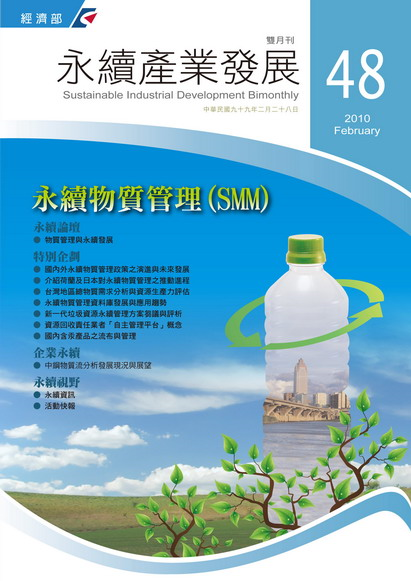 經濟部
雙月刊
永續產業發展
Sustainable Industrial Development Bimonthly
中華民國九十九年二月二十八日
48
2010
February
永續物質管理(SMM)
永續論壇
● 物質管理與永續發展
特別企劃
● 國內外永續物質管理政策之演進與未來發展
● 介紹荷蘭及日本對永續物質管理之推動進程
● 台灣地區總物質需求分析與資源生產力評估
● 永續物質管理資料庫發展與應用趨勢
● 新一代垃圾資源永續管理方案芻議與評析
● 資源回收責任業者「自主管理平台」概念
● 國內含汞產品之流布與管理
企業永續
● 中鋼物質流分析發展現況與展望
永續視野
● 永續資訊
● 活動快報